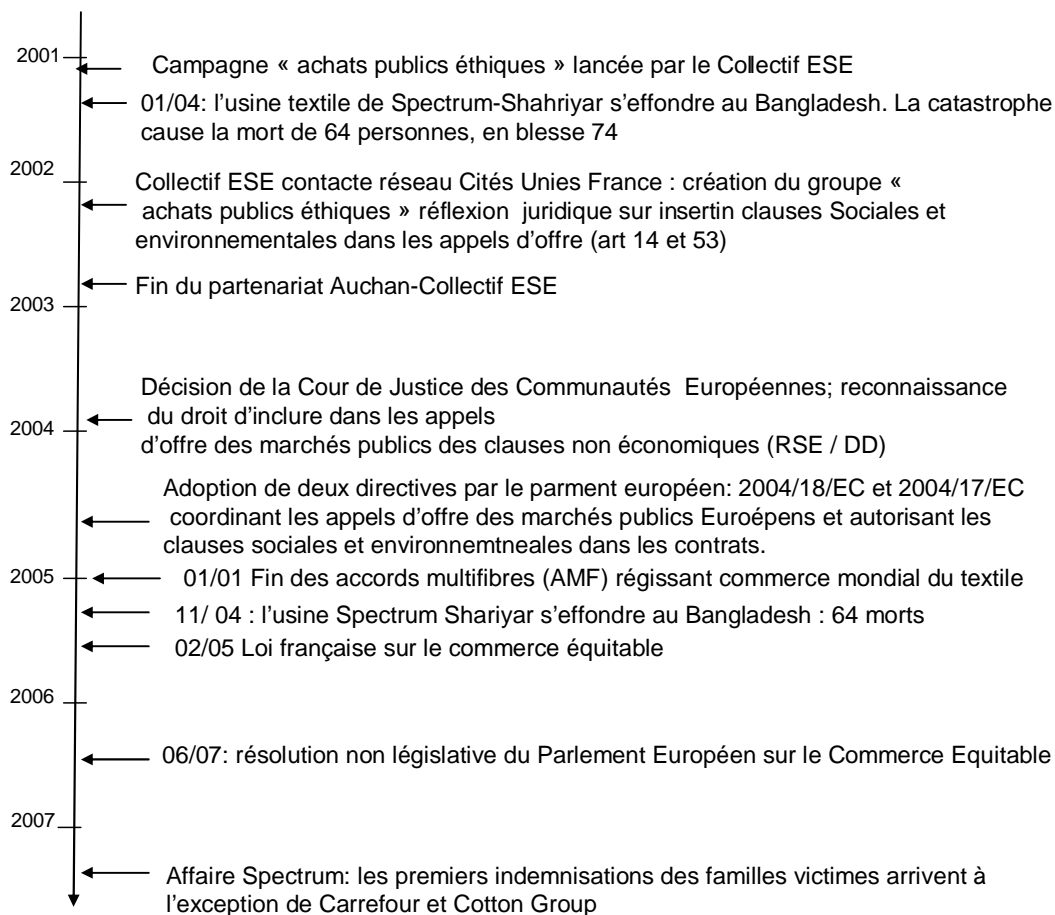 2001
Campagne « achats publics éthiques » lancée par le Collectif ESE
01/04: l’usine textile de Spectrum-Shahriyar s’effondre au Bangladesh. La catastrophe
cause la mort de 64 personnes, en blesse 74
2002
Collectif ESE contacte réseau Cités Unies France : création du groupe «
achats publics éthiques » réflexion juridique sur insertin clauses Sociales et
environnementales dans les appels d’offre (art 14 et 53)
Fin du partenariat Auchan-Collectif ESE
2003
Décision de la Cour de Justice des Communautés Européennes; reconnaissance
du droit d’inclure dans les appels
2004
d’offre des marchés publics des clauses non économiques (RSE / DD)
Adoption de deux directives par le parment européen: 2004/18/EC et 2004/17/EC
coordinant les appels d’offre des marchés publics Euroépens et autorisant les
clauses sociales et environnemtneales dans les contrats.
2005
01/01 Fin des accords multifibres (AMF) régissant commerce mondial du textile
11/ 04 : l’usine Spectrum Shariyar s’effondre au Bangladesh : 64 morts
02/05 Loi française sur le commerce équitable
2006
06/07: résolution non législative du Parlement Européen sur le Commerce Equitable
2007
Affaire Spectrum: les premiers indemnisations des familles victimes arrivent à
l’exception de Carrefour et Cotton Group